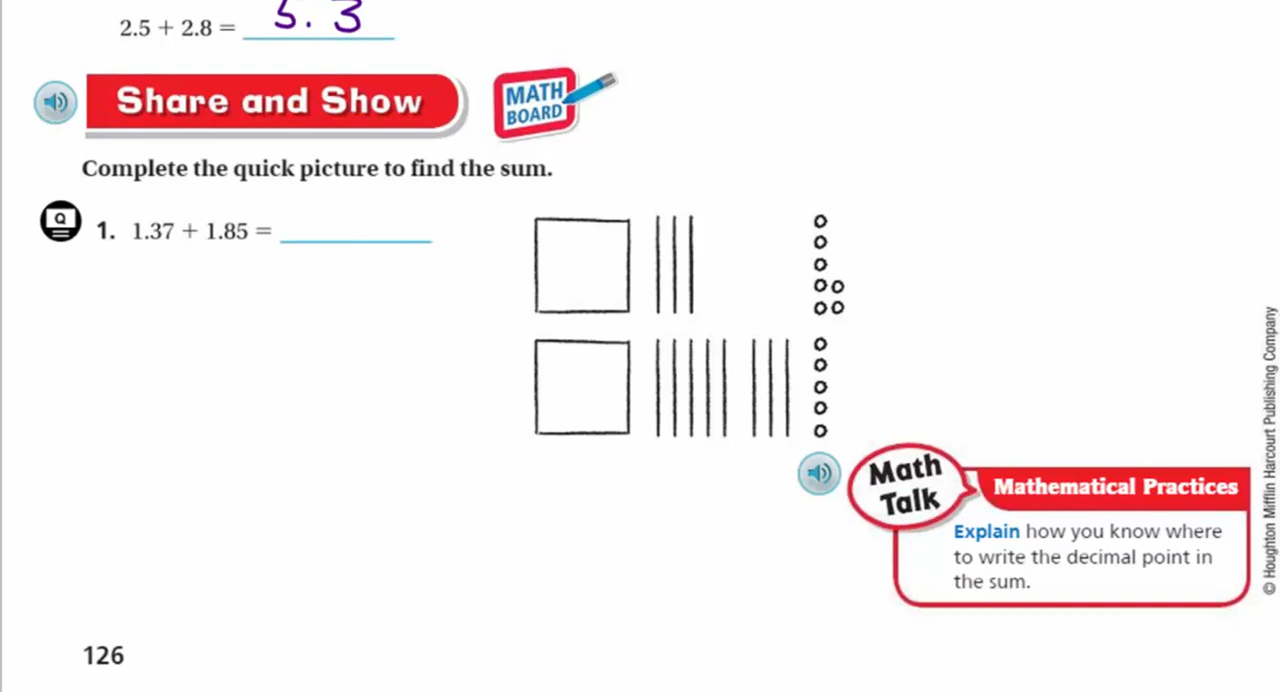 2.5 + 2.8 = 5.3
Share and Show
MATH
BOARD
Complete the quick picture to find the sum.
Q
1. 1.37 + 1.85 =
Math
Talk
Mathematical Practices
Explain how you know where
to write the decimal point in
the sum.
© Houghton Mifflin Harcourt Publishing Company
126